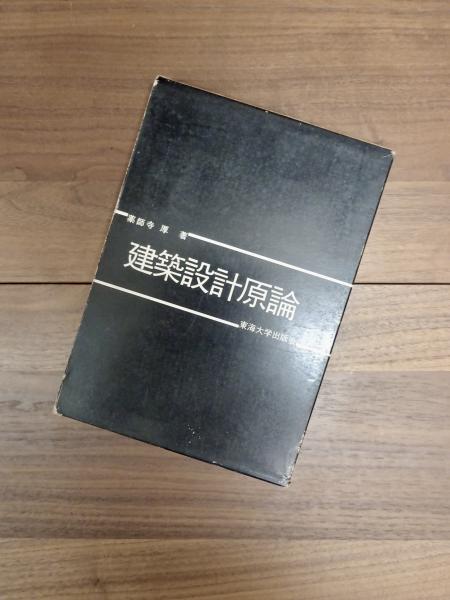 薬師寺 厚 著
建築設計原論
東海大学出版会